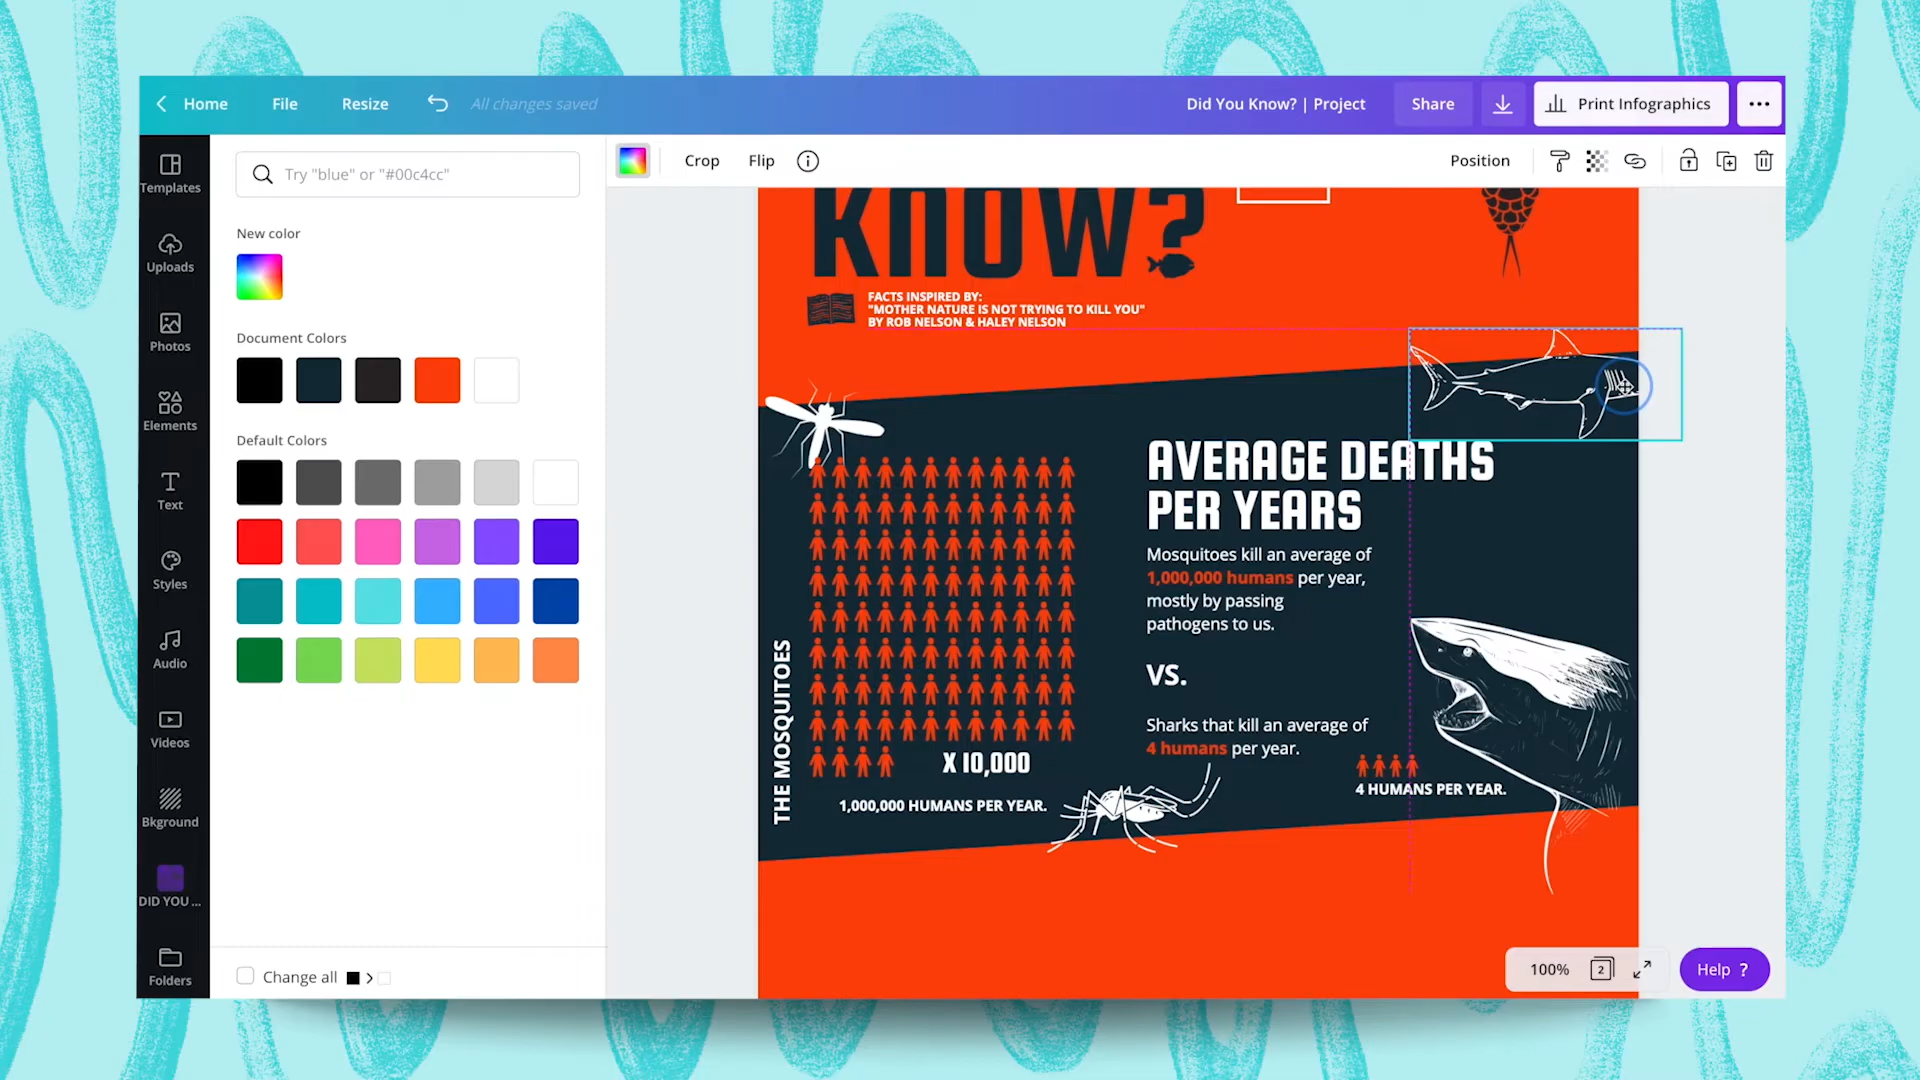 Home
File
Resize
All changes saved
Did You Know? | Project
Share
Print Infographics
Templates
Uploads
Photos
Elements
Text
Styles
Audio
Videos
Bkground
DID YOU ...
Folders
Try "blue" or "#00c4cc"
New color
Document Colors
Default Colors
Change all
Crop
Flip
Position
KNOW?
FACTS INSPIRED BY:
"MOTHER NATURE IS NOT TRYING TO KILL YOU"
BY ROB NELSON & HALEY NELSON
THE MOSQUITOES
X 10,000
1,000,000 HUMANS PER YEAR.
AVERAGE DEATHS
PER YEARS
Mosquitoes kill an average of
1,000,000 humans per year,
mostly by passing
pathogens to us.
VS.
Sharks that kill an average of
4 humans per year.
4 HUMANS PER YEAR.
100%
2
Help ?